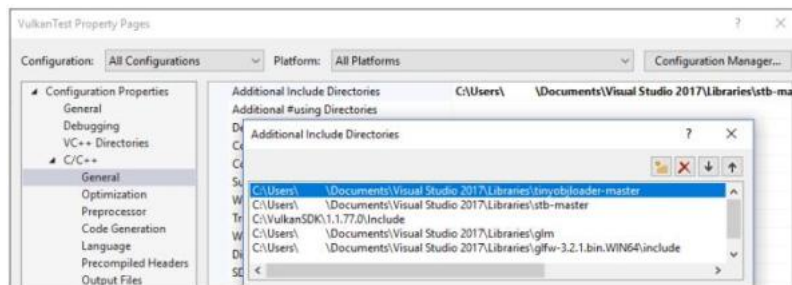 VulkanTest Property Pages ? ×
Configuration: All Configurations Platform: All Platforms Configuration Manager...
Configuration Properties
General
Debugging
VC++ Directories
C/C++
General
Optimization
Preprocessor
Code Generation
Language
Precompiled Headers
Output Files
Additional Include Directories C:\Users\ \Documents\Visual Studio 2017\Libraries\stb-ma
Additional #using Directories
Additional Include Directories ? ×
C:\Users\ \Documents\Visual Studio 2017\Libraries\tinyobjloader-master
C:\Users\ \Documents\Visual Studio 2017\Libraries\stb-master
C:\VulkanSDK\1.1.77.0\Include
C:\Users\ \Documents\Visual Studio 2017\Libraries\glm
C:\Users\ \Documents\Visual Studio 2017\Libraries\glfw-3.2.1.bin.WIN64\include